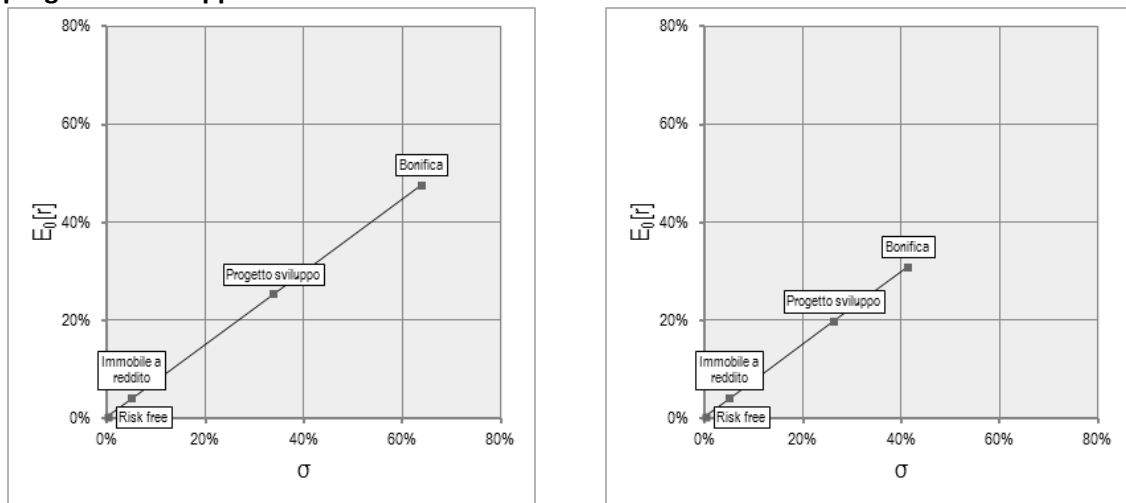 80%
60%
40%
20%
0%
0%
20%
40%
60%
80%
E0[r]
σ
Bonifica
Progetto sviluppo
Immobile a
reddito
Risk free
80%
60%
40%
20%
0%
0%
20%
40%
60%
80%
E0[r]
σ
Bonifica
Progetto sviluppo
Immobile a
reddito
Risk free